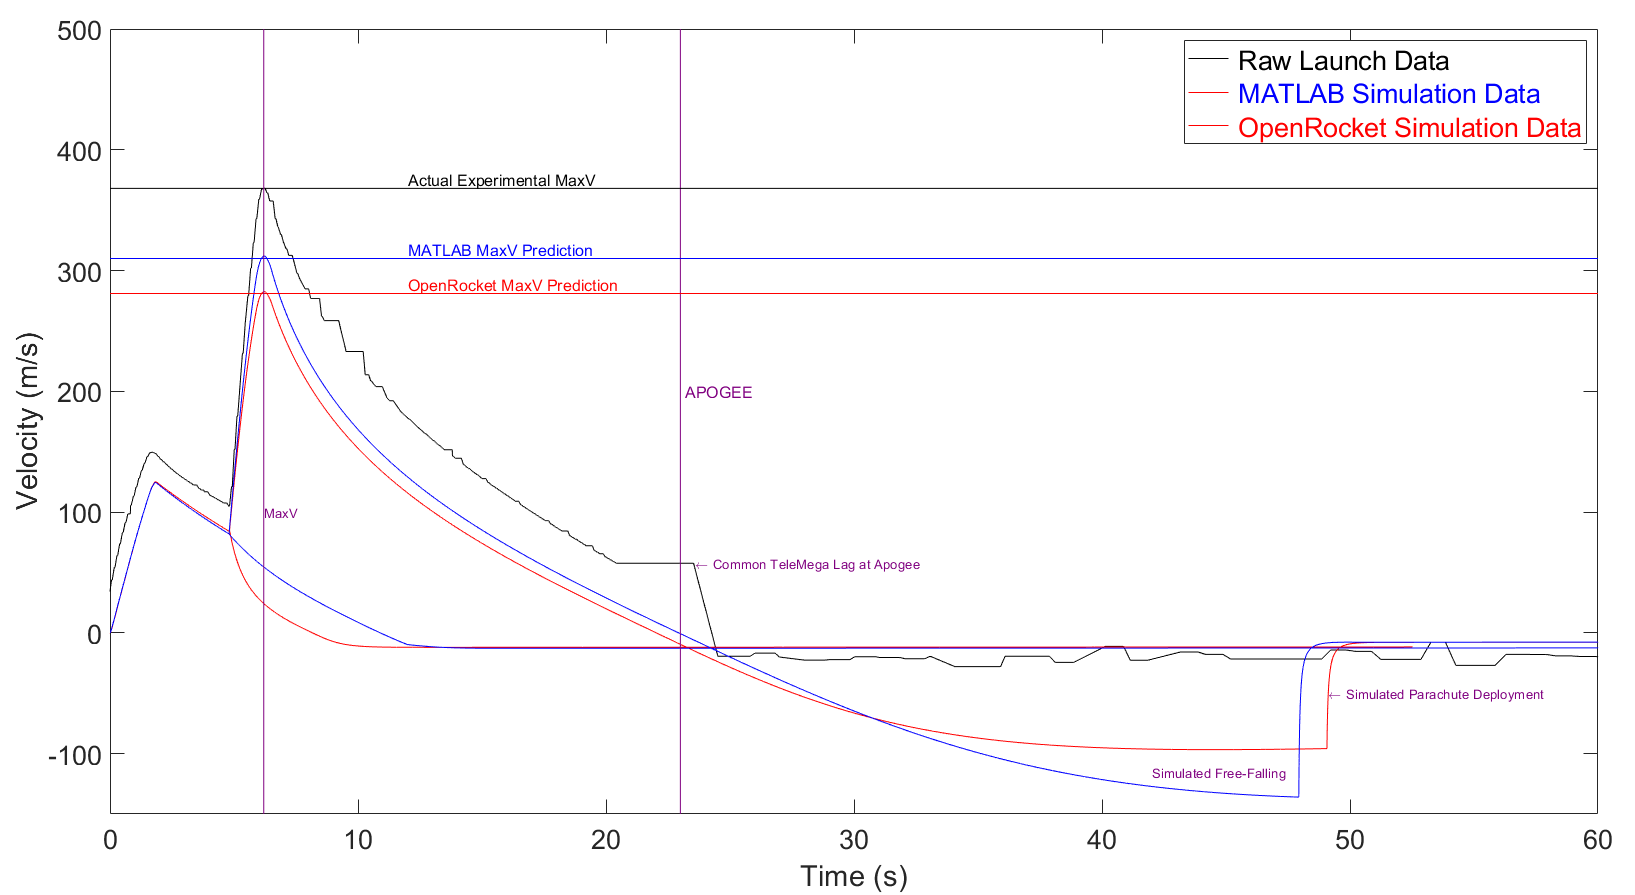 500
Raw Launch Data
MATLAB Simulation Data
OpenRocket Simulation Data
400
Actual Experimental MaxV
MATLAB MaxV Prediction
300
OpenRocket MaxV Prediction
Velocity (m/s)
200
APOGEE
100
MaxV
← Common TeleMega Lag at Apogee
0
← Simulated Parachute Deployment
-100
Simulated Free-Falling
0 10 20 30 40 50 60
Time (s)